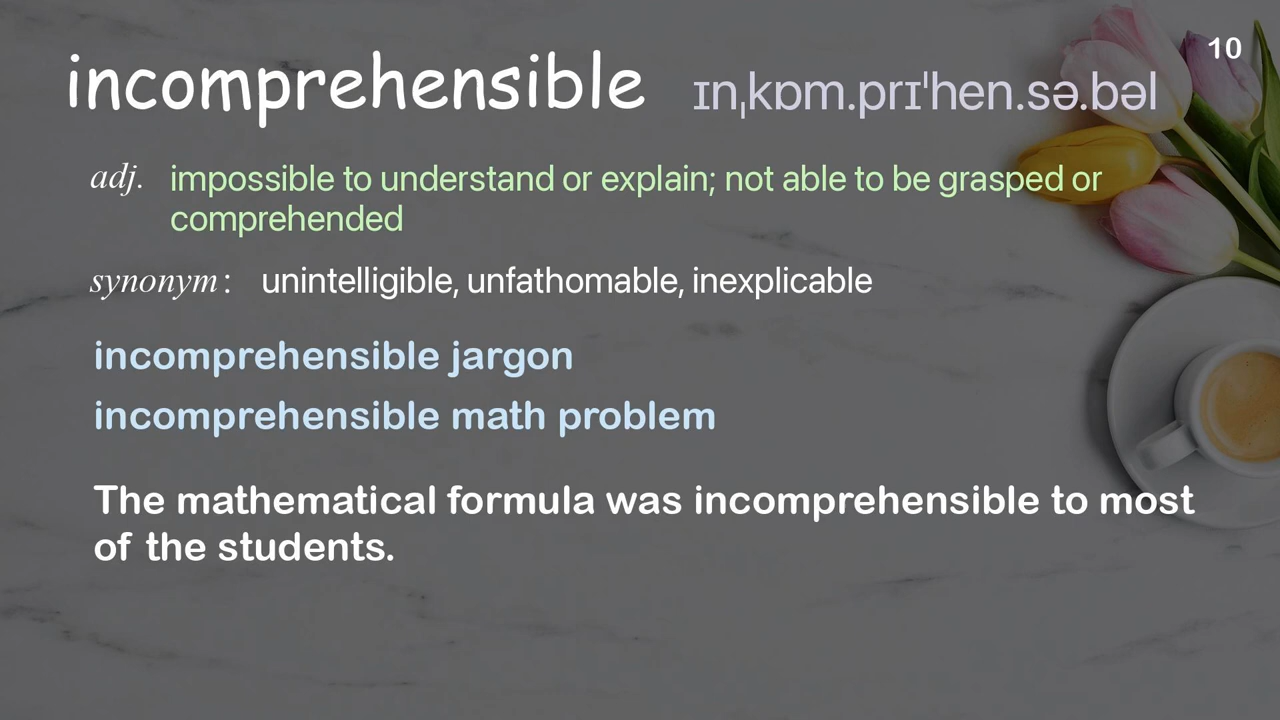 10
incomprehensible ɪnˌkɒm.prɪˈhen.sə.bəl
adj. impossible to understand or explain; not able to be grasped or
comprehended
synonym: unintelligible, unfathomable, inexplicable
incomprehensible jargon
incomprehensible math problem
The mathematical formula was incomprehensible to most
of the students.